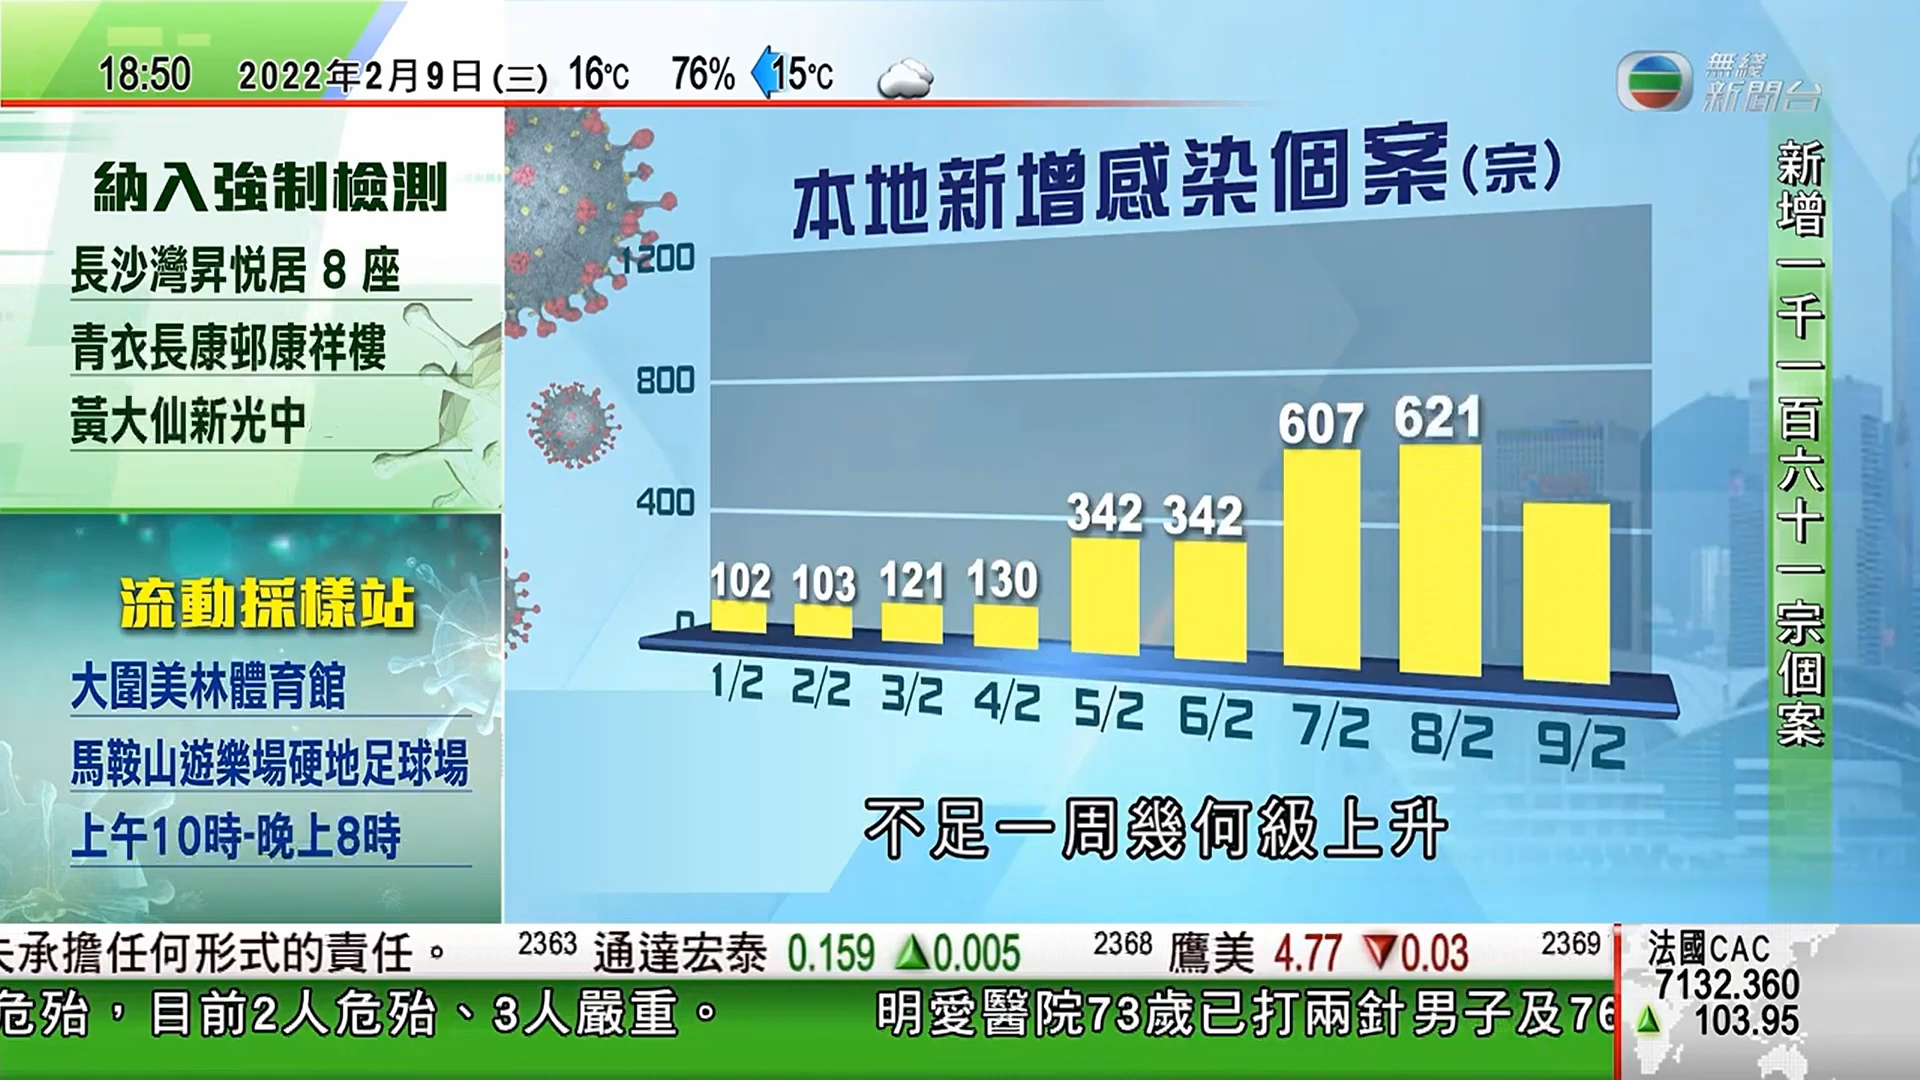 18:50 2022年2月9日(三) 16℃ 76% 15℃
無綫
新聞台
納入強制檢測
長沙灣昇悅居 8 座
青衣長康邨康祥樓
黃大仙新光中
流動採樣站
大圍美林體育館
馬鞍山遊樂場硬地足球場
上午10時-晚上8時
本地新增感染個案(宗)
1200
800
400
0
102 103 121 130 342 342 607 621
1/2 2/2 3/2 4/2 5/2 6/2 7/2 8/2 9/2
不足一周幾何級上升
新增一千一百六十一宗個案
承擔任何形式的責任。 2363 通達宏泰 0.159 ▲0.005 2368 鷹美 4.77 ▼0.03 2369
危殆，目前2人危殆、3人嚴重。 明愛醫院73歲已打兩針男子及76
法國CAC
7132.360
▲ 103.95